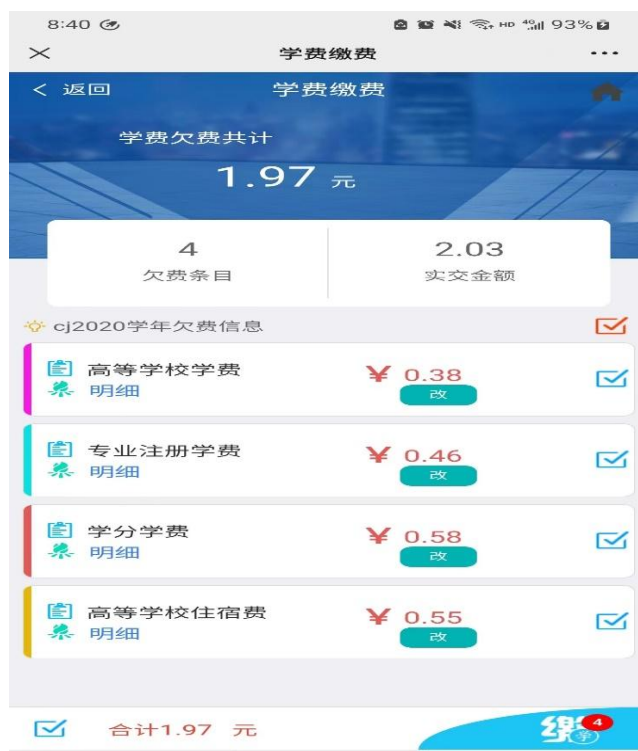 8:40 HD 4G 93%
学费缴费 ...
< 返回 学费缴费
学费欠费共计
1.97 元
4 2.03
欠费条目 实交金额
cj2020学年欠费信息
高等学校学费 ¥ 0.38
明细 改
专业注册学费 ¥ 0.46
明细 改
学分学费 ¥ 0.58
明细 改
高等学校住宿费 ¥ 0.55
明细 改
合计1.97 元 缴 学 4